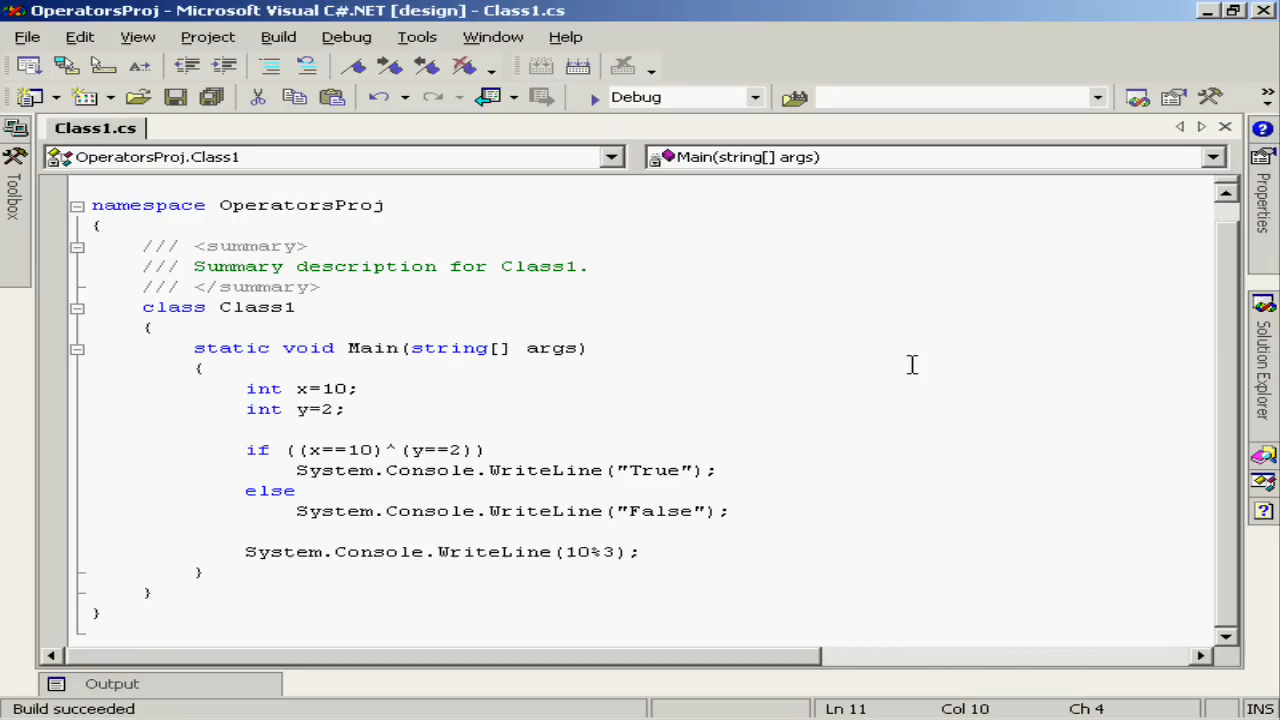 OperatorsProj - Microsoft Visual C#.NET [design] - Class1.cs
File Edit View Project Build Debug Tools Window Help
Debug
Class1.cs
OperatorsProj.Class1 Main(string[] args)
Toolbox
Properties
Solution Explorer
namespace OperatorsProj
{
/// <summary>
/// Summary description for Class1.
/// </summary>
class Class1
{
static void Main(string[] args)
{
int x=10;
int y=2;
if ((x==10)^(y==2))
System.Console.WriteLine("True");
else
System.Console.WriteLine("False");
System.Console.WriteLine(10%3);
}
}
}
Output
Build succeeded Ln 11 Col 10 Ch 4 INS